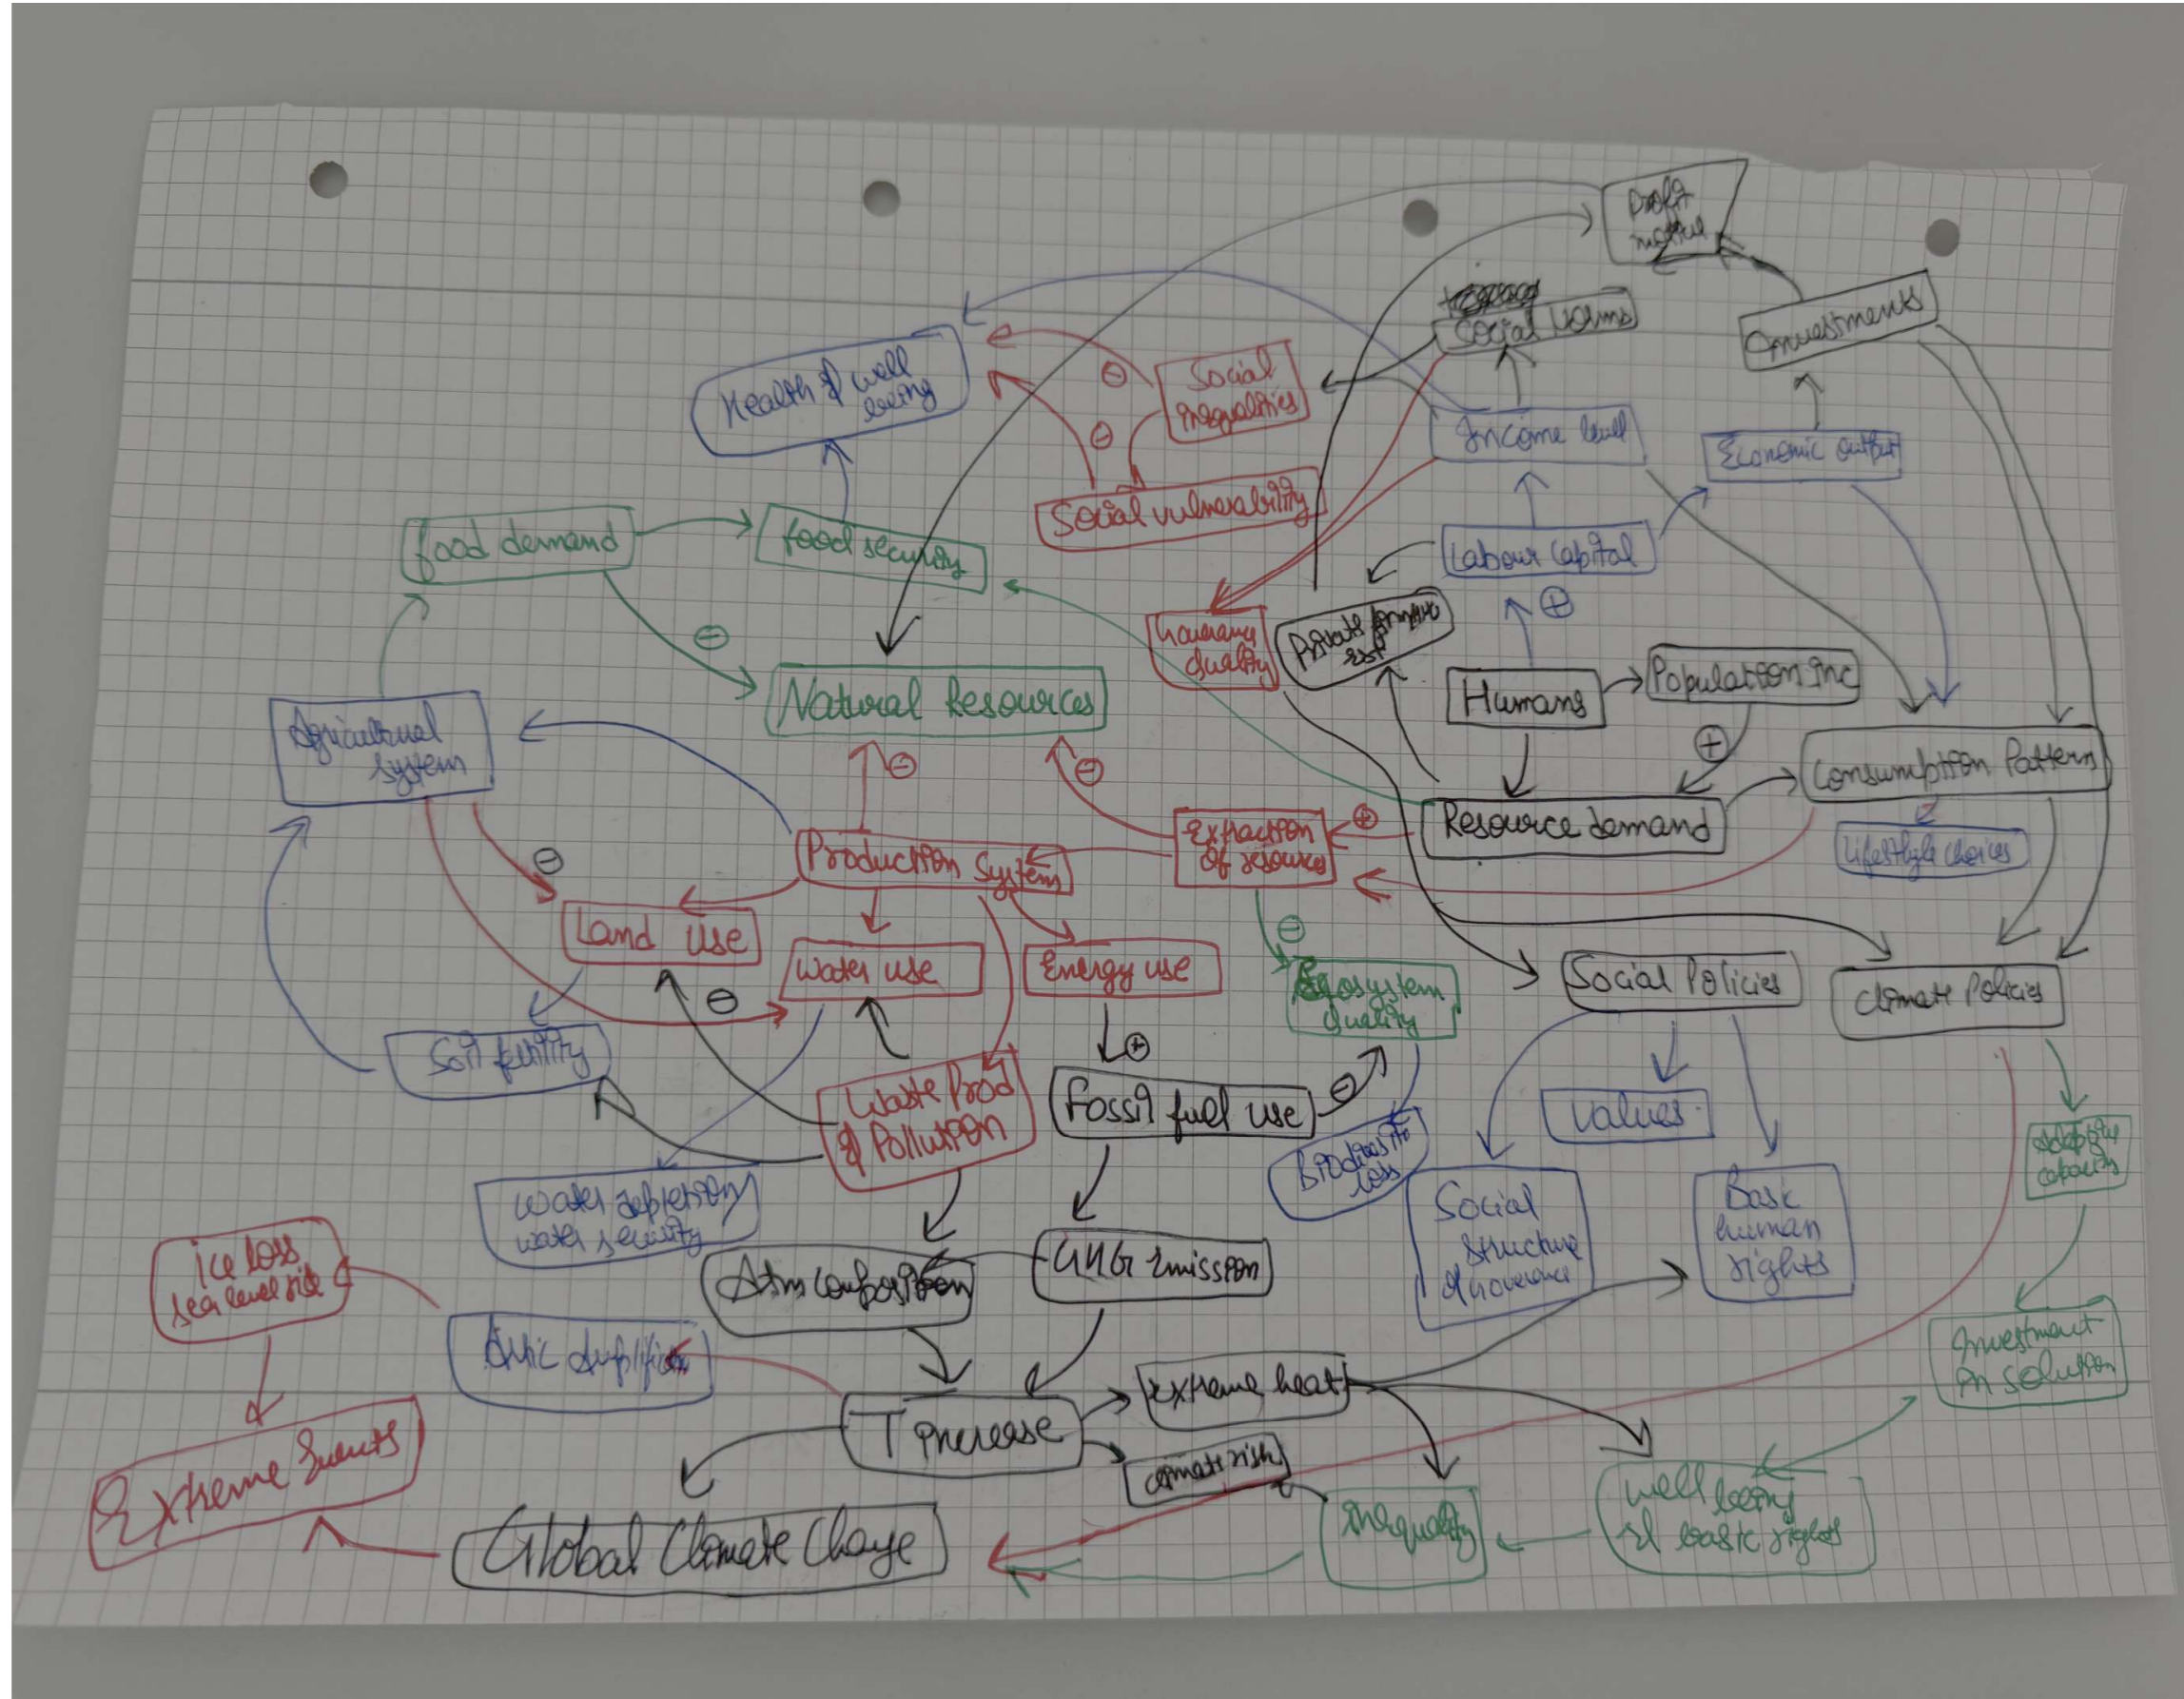 Profit
motive
Social Norms
Investments
Health & well
being
Social
inequalities
Income level
Economic output
Social vulnerability
food demand
food security
Labour Capital
quality
Private
Natural Resources
Humans
Population inc
Agricultural
system
Consumption Pattern
Resource demand
Extraction
of resources
Lifestyle choices
Production System
Land Use
Water use
Energy use
Ecosystem
Quality
Social Policies
Climate Policies
Soil fertility
Waste Prod
& Pollution
Fossil fuel use
Values
Adaptive
capacity
Biodiversity
loss
Water depletion
water security
Social
Structure
Basic
human
rights
ice loss
sea level rise
Atm composition
GHG Emission
Investment
in solution
T increase
extreme heat
climate risk
Extreme Events
Global Climate Change
inequality
well being
basic rights
⊖
⊖
⊖
⊕
⊖
⊖
⊕
⊕
⊖
⊖
⊖
⊕
⊖